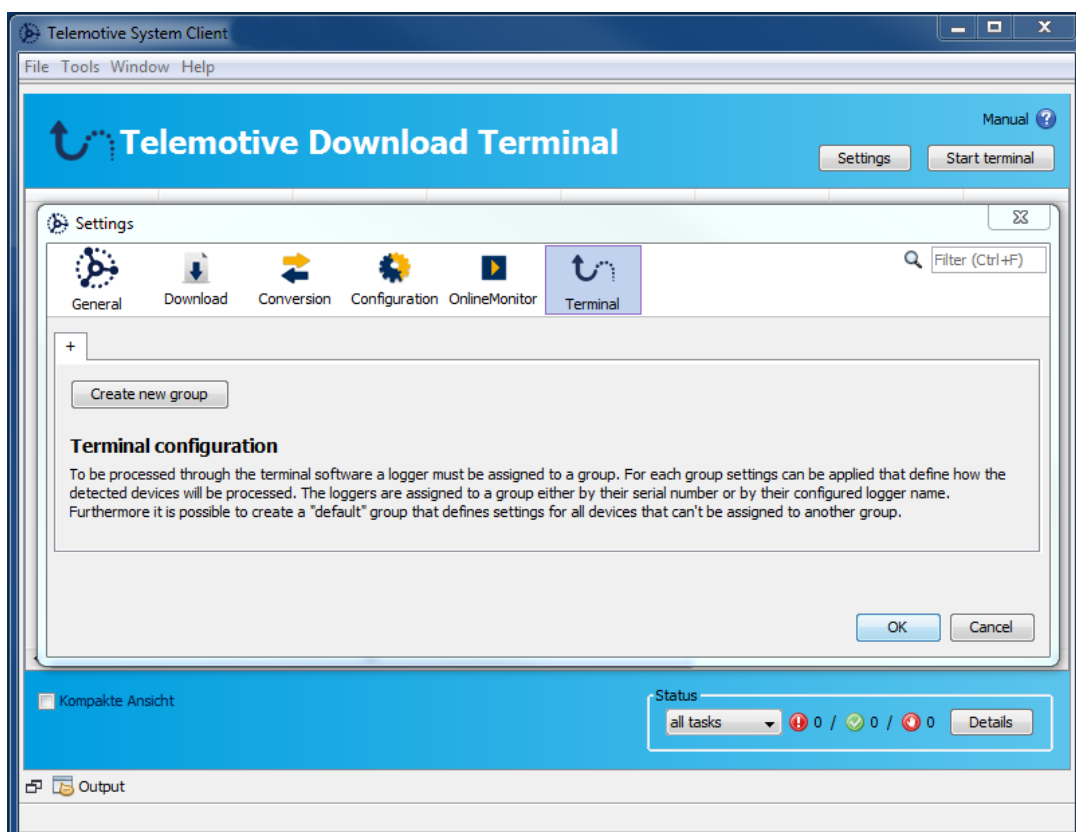 Telemotive System Client
File Tools Window Help
Manual
Telemotive Download Terminal
Settings
Start terminal
Settings
General
Download
Conversion
Configuration
OnlineMonitor
Terminal
Filter (Ctrl+F)
+
Create new group
Terminal configuration
To be processed through the terminal software a logger must be assigned to a group. For each group settings can be applied that define how the
detected devices will be processed. The loggers are assigned to a group either by their serial number or by their configured logger name.
Furthermore it is possible to create a "default" group that defines settings for all devices that can't be assigned to another group.
OK
Cancel
Kompakte Ansicht
Status
all tasks
0 / 0 / 0
Details
Output